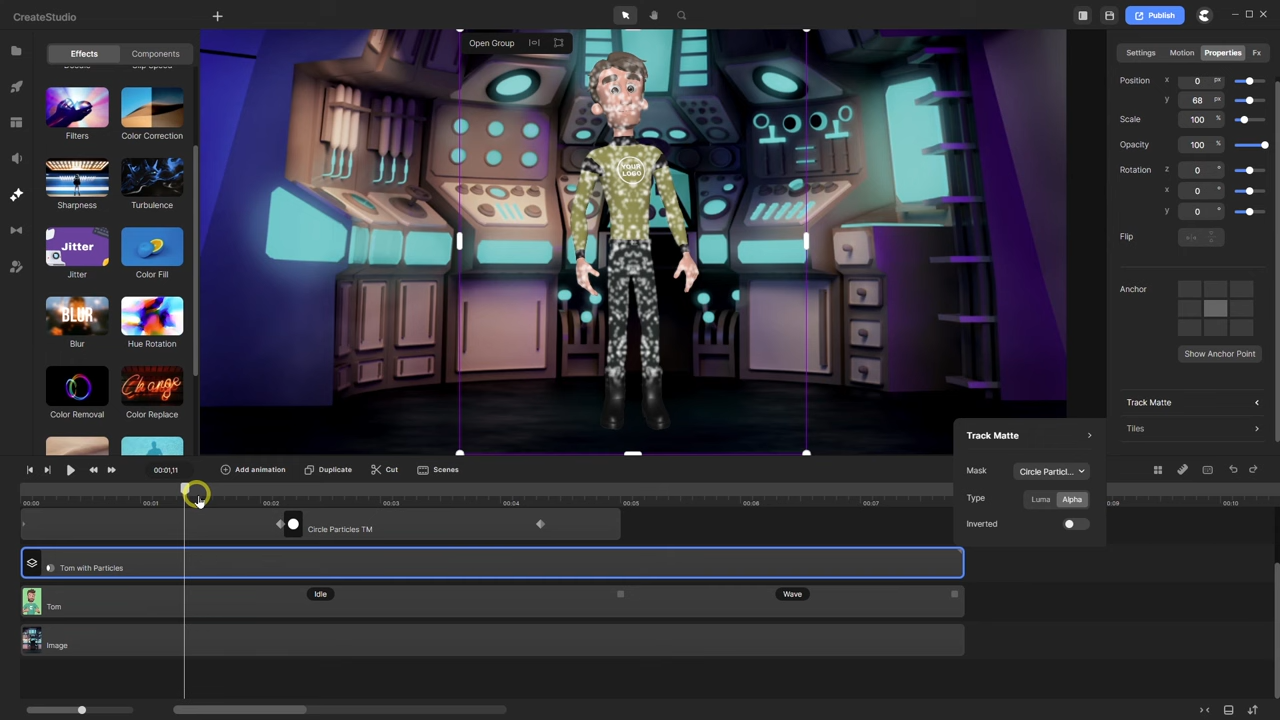 CreateStudio
Publish
Effects
Components
Open Group
Settings
Motion
Properties
Fx
Position
x
0
px
y
68
px
Scale
100
%
Opacity
100
%
Rotation
z
0
°
x
0
°
y
0
°
Flip
Anchor
Show Anchor Point
Track Matte
Tiles
Filters
Color Correction
Sharpness
Turbulence
Jitter
Jitter
Color Fill
BLUR
Blur
Hue Rotation
Color Removal
Change
Color Replace
YOUR
LOGO
00:01,11
Add animation
Duplicate
Cut
Scenes
Track Matte
Mask
Circle Particl...
Type
Luma
Alpha
Inverted
00:00
00:01
00:02
00:03
00:04
00:05
00:06
00:07
00:09
00:10
Circle Particles TM
Tom with Particles
Tom
Idle
Wave
Image